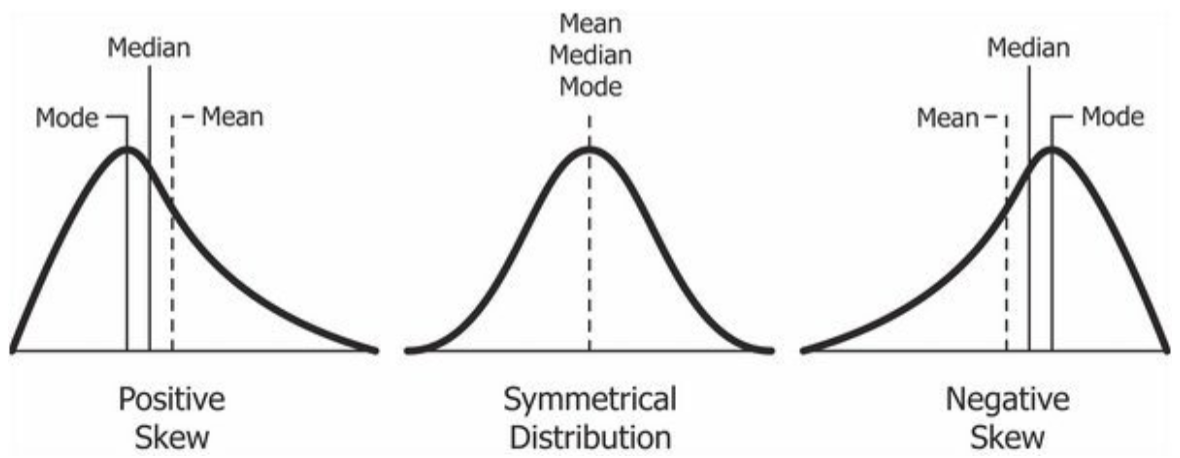 Median
Mode
Mean
Positive
Skew
Mean
Median
Mode
Symmetrical
Distribution
Median
Mean
Mode
Negative
Skew